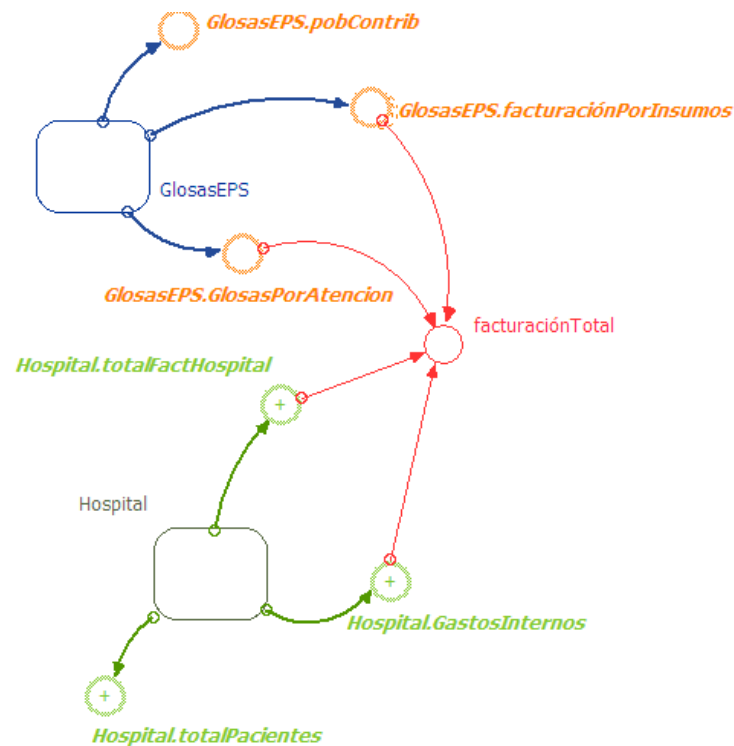 GlosasEPS.pobContrib
GlosasEPS.facturaciónPorInsumos
GlosasEPS
GlosasEPS.GlosasPorAtencion
facturaciónTotal
Hospital.totalFactHospital
+
Hospital
+
Hospital.GastosInternos
+
Hospital.totalPacientes